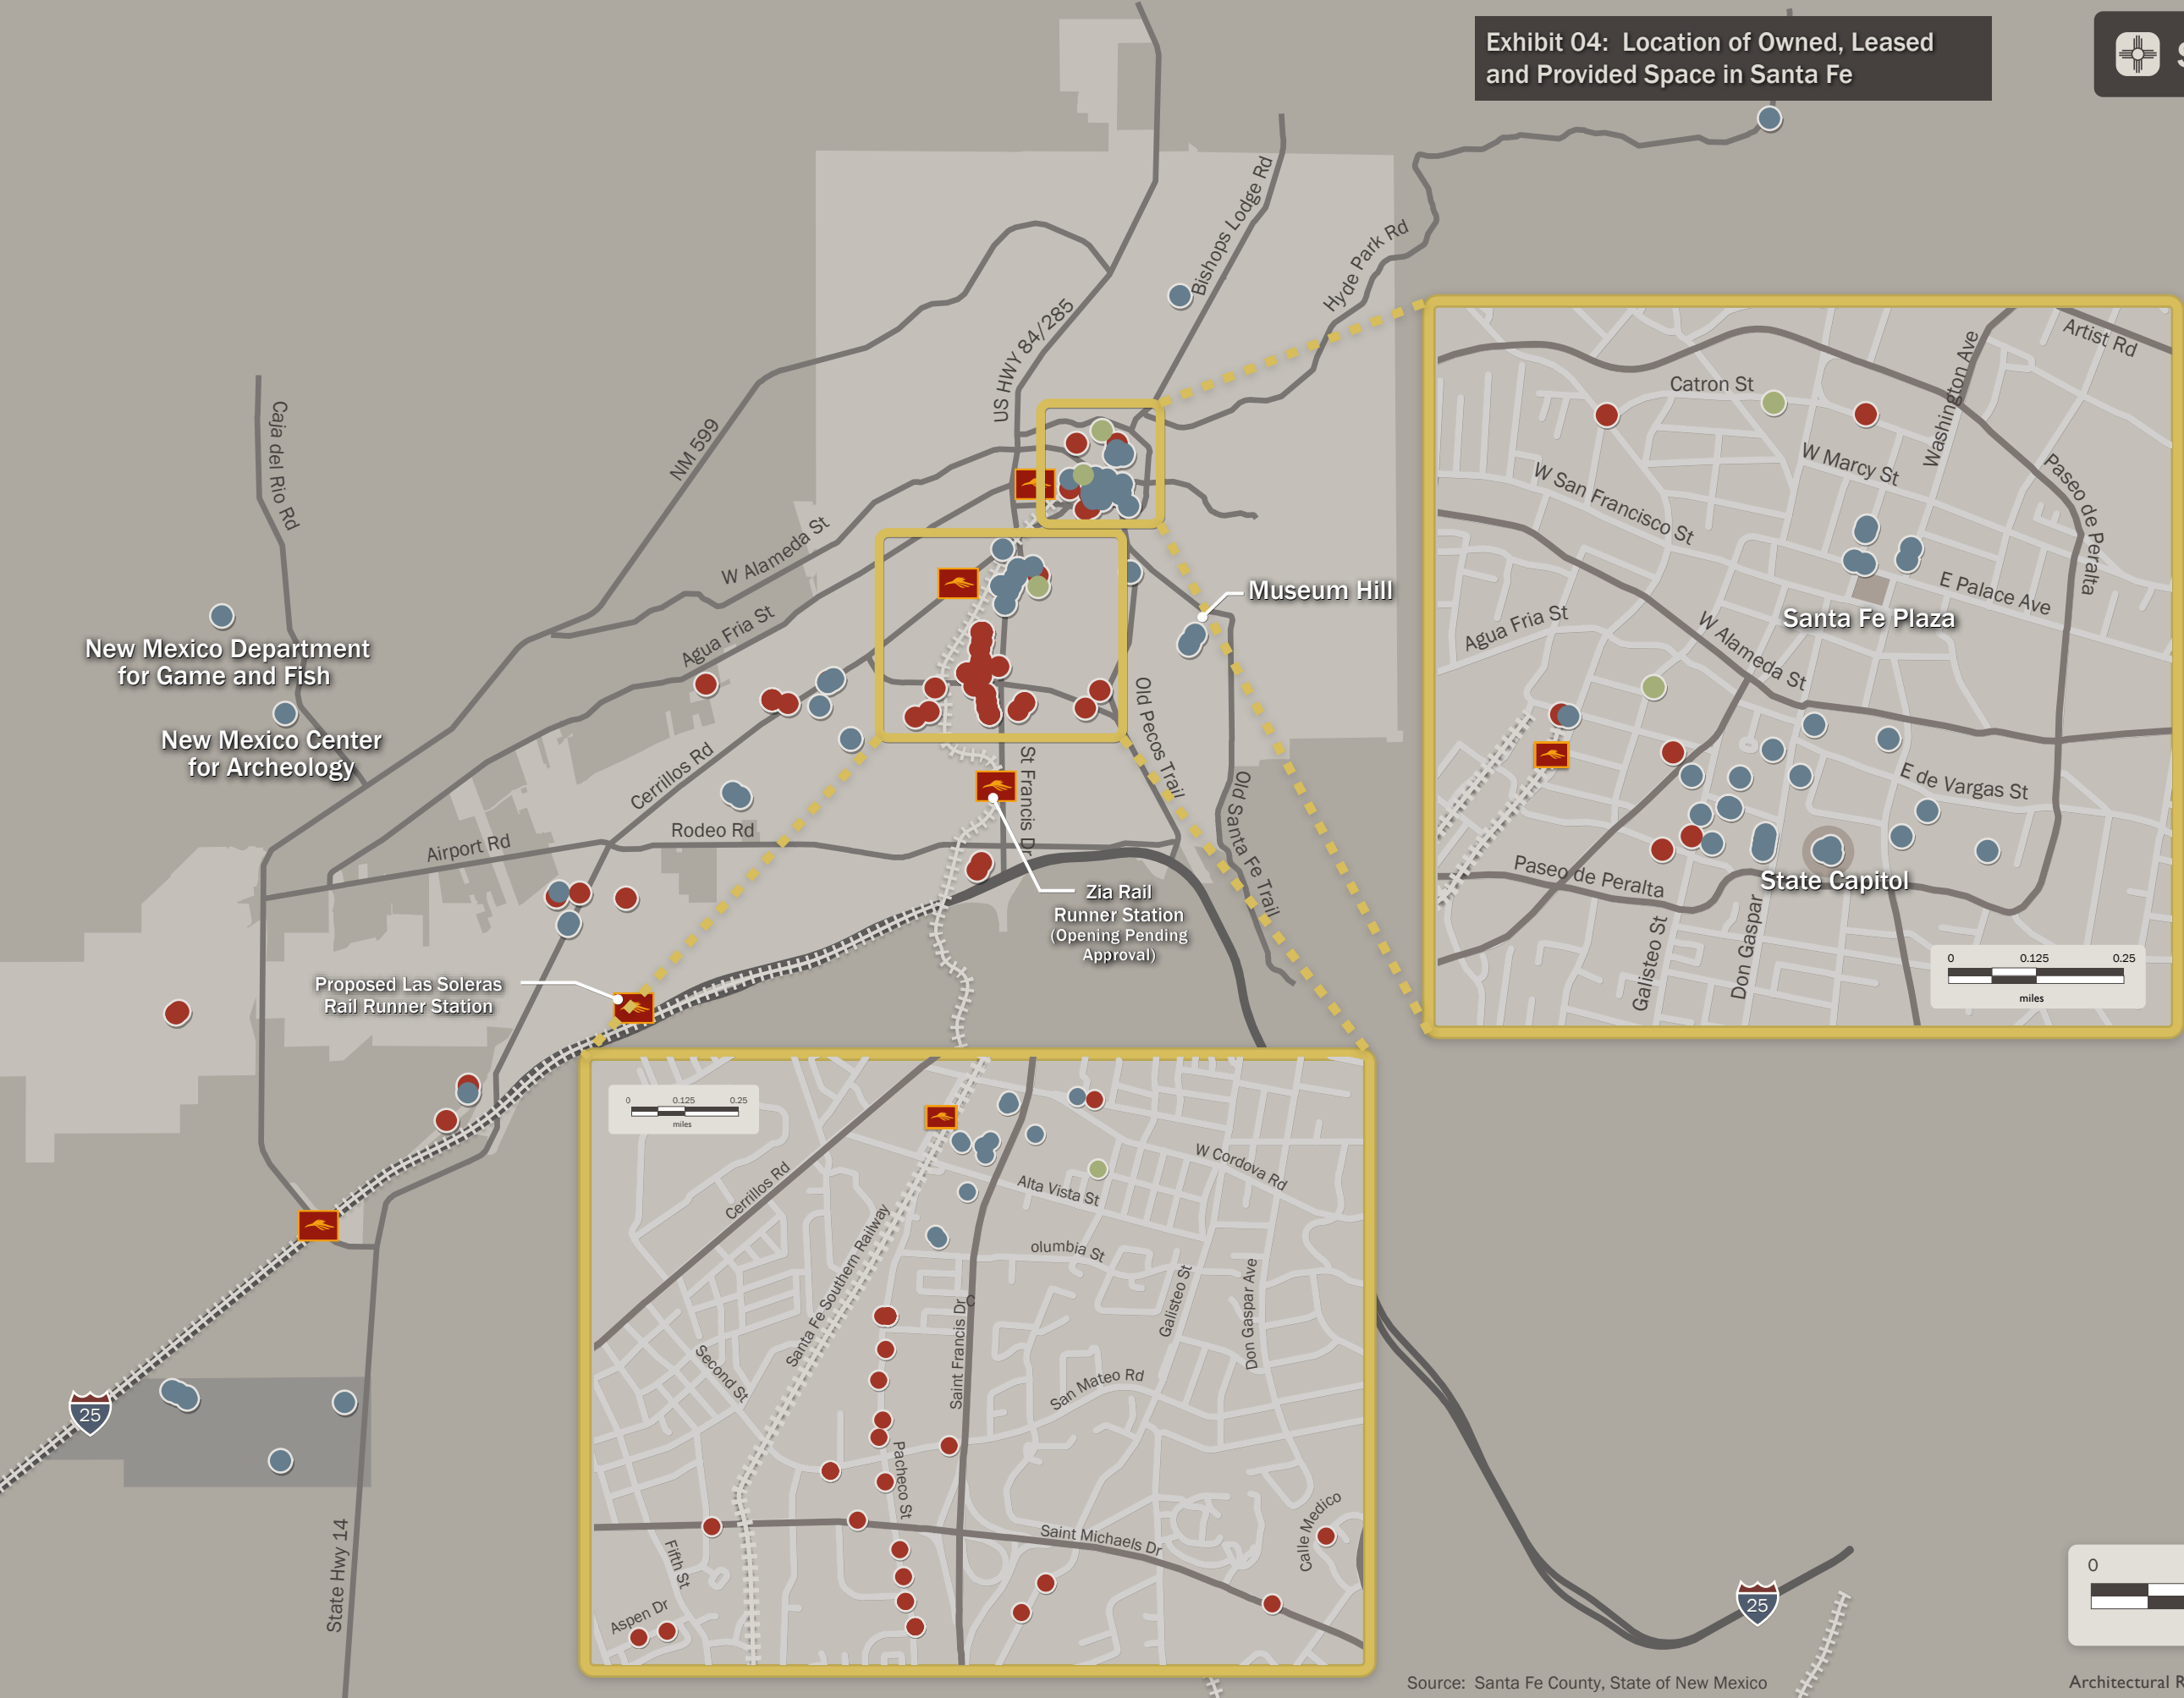 Exhibit 04:  Location of Owned, Leased
and Provided Space in Santa Fe
Bishops Lodge Rd
Hyde Park Rd
US HWY 84/285
NM 599
Caja del Rio Rd
W Alameda St
Agua Fria St
Museum Hill
New Mexico Department
for Game and Fish
New Mexico Center
for Archeology
Cerrillos Rd
Rodeo Rd
Airport Rd
St Francis Dr
Old Pecos Trail
Old Santa Fe Trail
Zia Rail
Runner Station
(Opening Pending
Approval)
Proposed Las Soleras
Rail Runner Station
25
State Hwy 14
Artist Rd
Washington Ave
Catron St
W Marcy St
Paseo de Peralta
W San Francisco St
E Palace Ave
Santa Fe Plaza
Agua Fria St
W Alameda St
E de Vargas St
Paseo de Peralta
State Capitol
Galisteo St
Don Gaspar
0 0.125 0.25
miles
0 0.125 0.25
miles
Cerrillos Rd
W Cordova Rd
Alta Vista St
Santa Fe Southern Railway
olumbia St
C
Saint Francis Dr
Galisteo St
Don Gaspar Ave
Second St
San Mateo Rd
Pacheco St
Saint Michaels Dr
Calle Medico
Fifth St
Aspen Dr
25
0
Source:  Santa Fe County, State of New Mexico
Architectural R